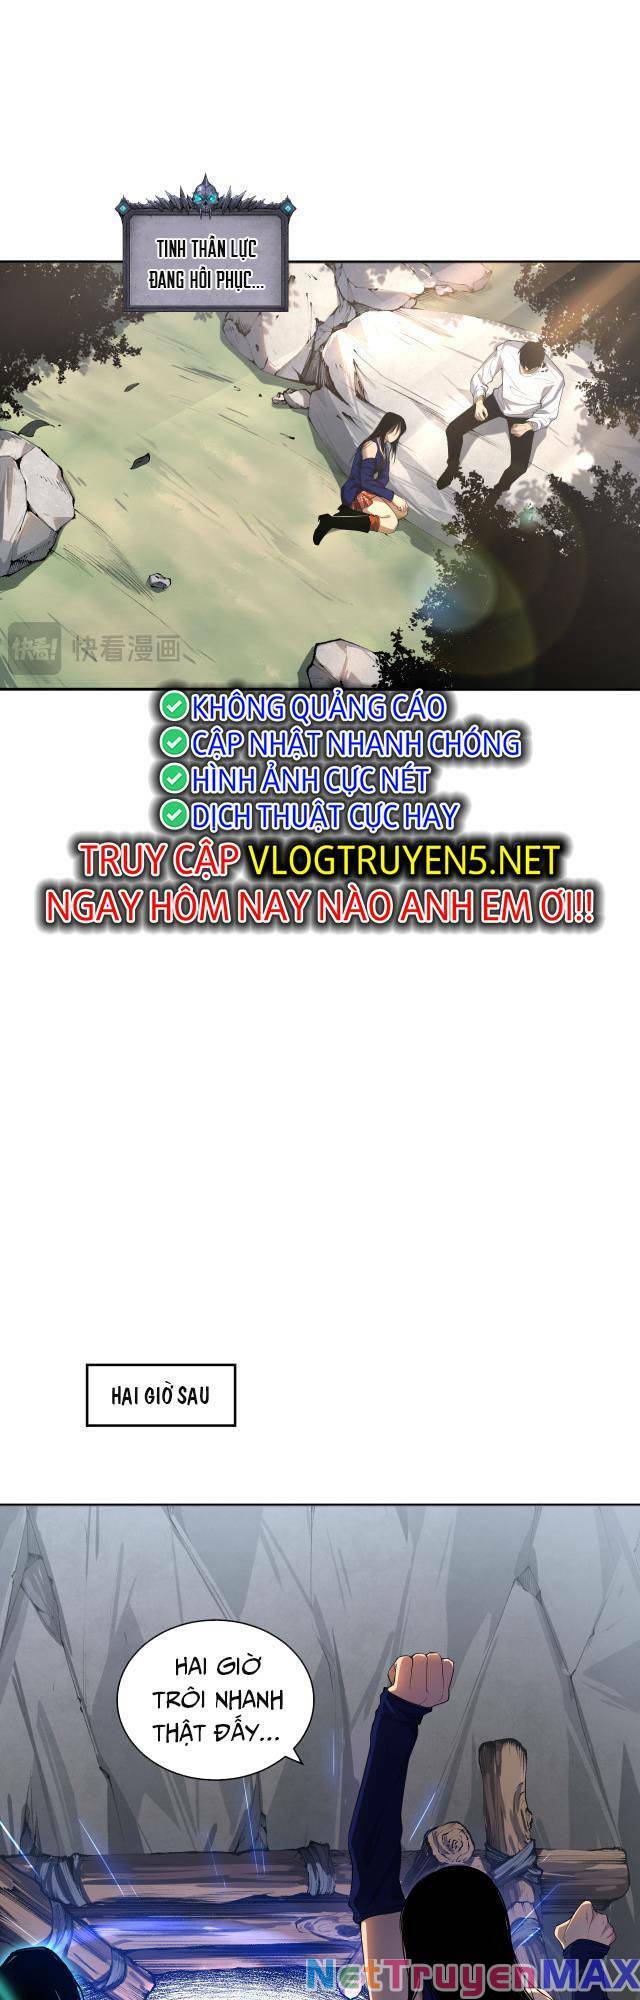 TINH THẦN LỰC
ĐANG HỒI PHỤC...
快看! 快看漫画
KHÔNG QUẢNG CÁO
CẬP NHẬT NHANH CHÓNG
HÌNH ẢNH CỰC NÉT
DỊCH THUẬT CỰC HAY
TRUY CẬP VLOGTRUYEN5.NET
NGAY HÔM NAY NÀO ANH EM ƠI!!
HAI GIỜ SAU
HAI GIỜ
TRÔI NHANH
THẬT ĐẤY...
NetTruyenMAX